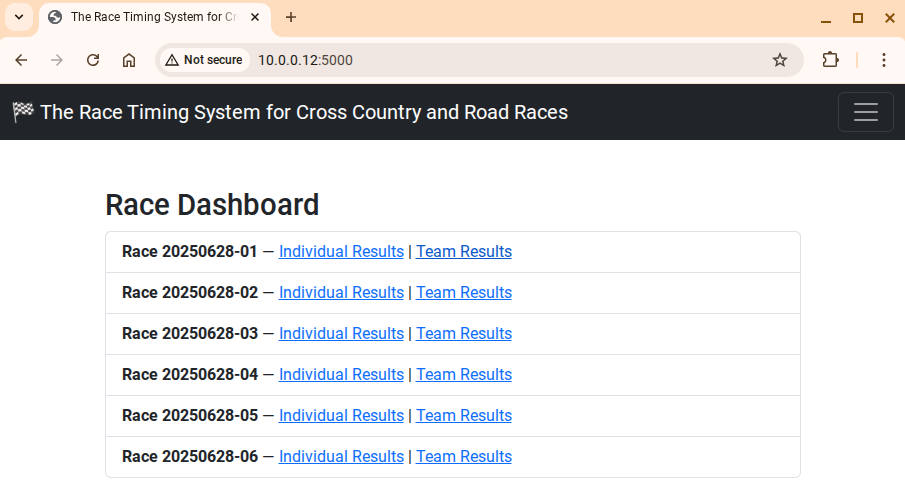 The Race Timing System for Cr
Not secure
10.0.0.12:5000
The Race Timing System for Cross Country and Road Races
Race Dashboard
Race 20250628-01 — Individual Results | Team Results
Race 20250628-02 — Individual Results | Team Results
Race 20250628-03 — Individual Results | Team Results
Race 20250628-04 — Individual Results | Team Results
Race 20250628-05 — Individual Results | Team Results
Race 20250628-06 — Individual Results | Team Results